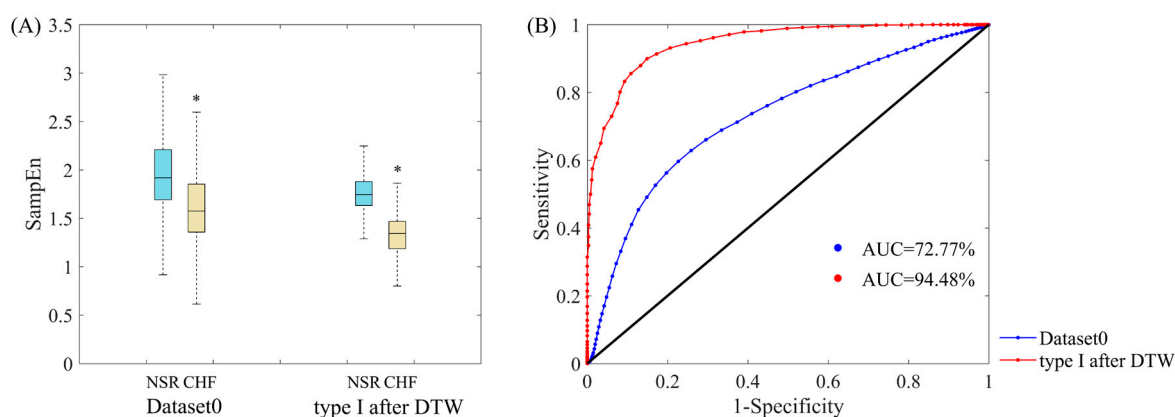 (A)
3.5
3
2.5
2
1.5
1
0.5
0
SampEn
*
*
NSR CHF
NSR CHF
Dataset0
type I after DTW
(B)
1
0.8
0.6
0.4
0.2
0
Sensitivity
AUC=72.77%
AUC=94.48%
0
0.2
0.4
0.6
0.8
1
1-Specificity
Dataset0
type I after DTW